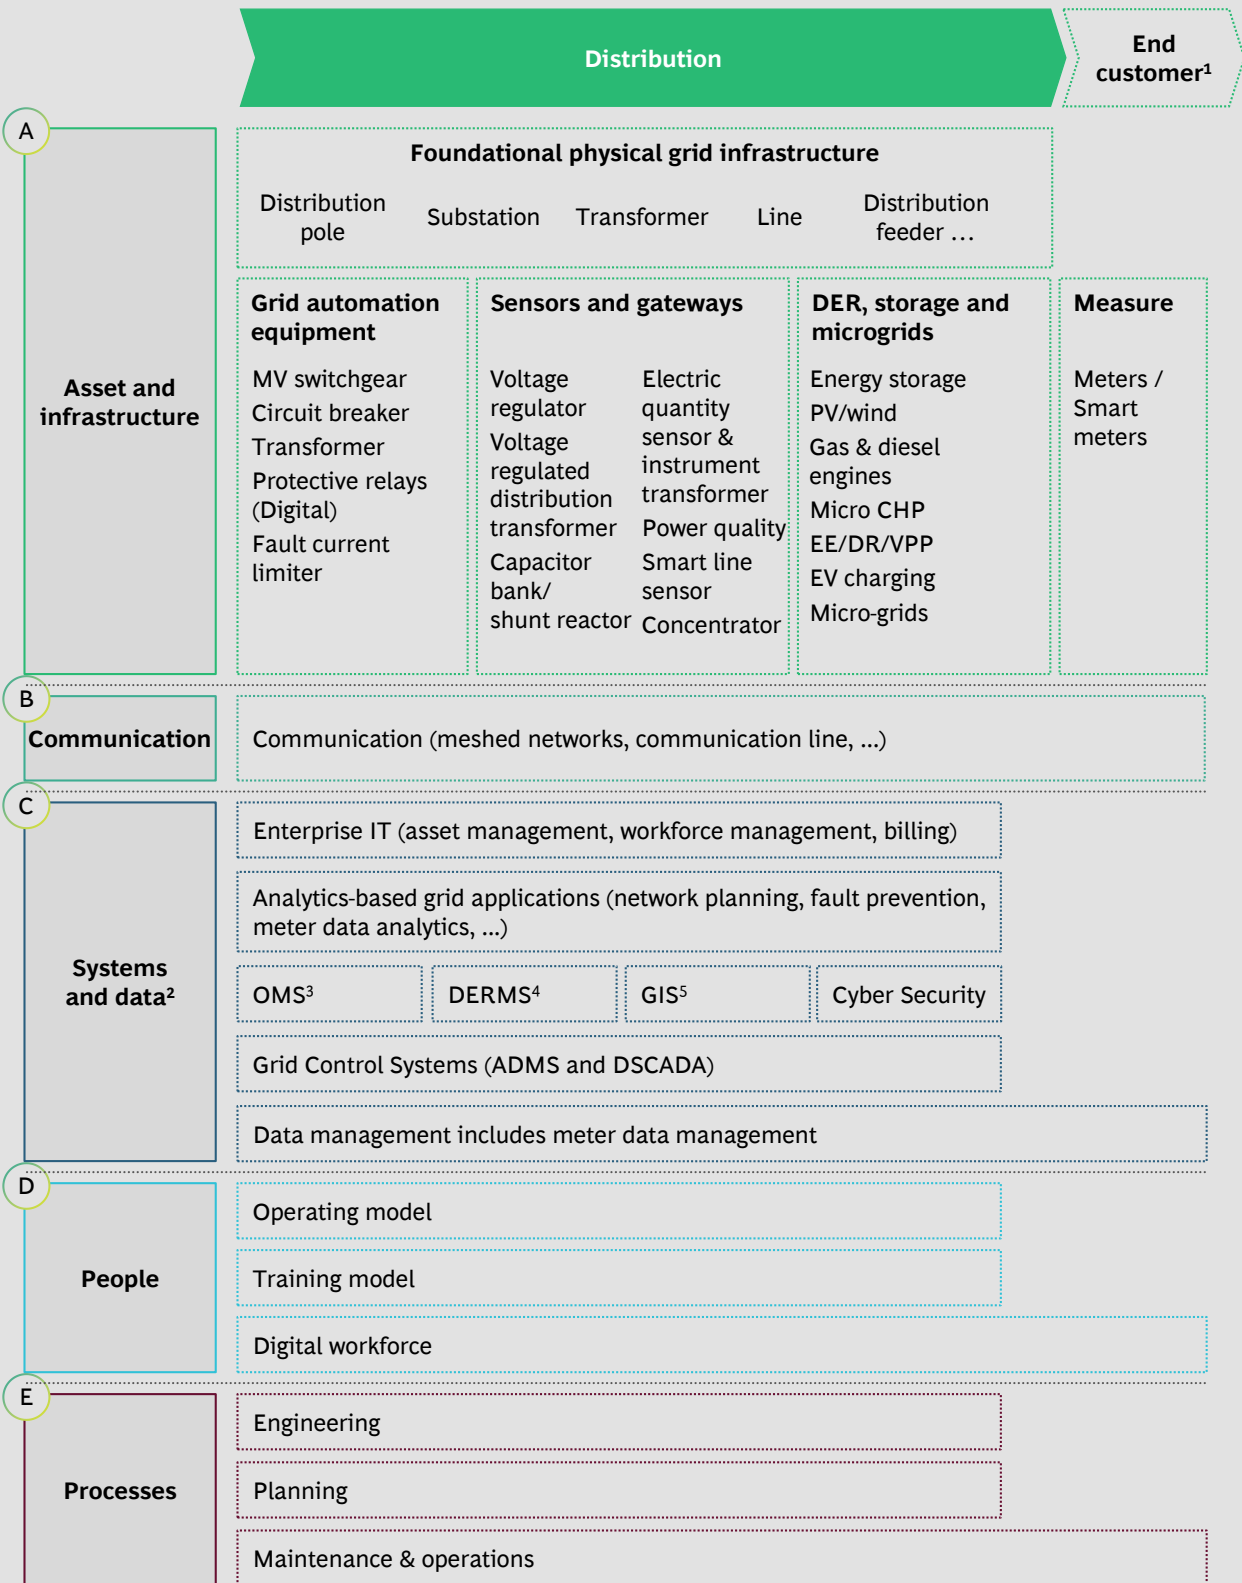 Distribution
End
customer¹
A
Asset and
infrastructure
Foundational physical grid infrastructure
Distribution
pole
Substation
Transformer
Line
Distribution
feeder …
Grid automation
equipment
MV switchgear
Circuit breaker
Transformer
Protective relays
(Digital)
Fault current
limiter
Sensors and gateways
Voltage
regulator
Voltage
regulated
distribution
transformer
Capacitor
bank/
shunt reactor
Electric
quantity
sensor &
instrument
transformer
Power quality
Smart line
sensor
Concentrator
DER, storage and
microgrids
Energy storage
PV/wind
Gas & diesel
engines
Micro CHP
EE/DR/VPP
EV charging
Micro-grids
Measure
Meters /
Smart
meters
B
Communication
Communication (meshed networks, communication line, ...)
C
Systems
and data²
Enterprise IT (asset management, workforce management, billing)
Analytics-based grid applications (network planning, fault prevention,
meter data analytics, ...)
OMS³
DERMS⁴
GIS⁵
Cyber Security
Grid Control Systems (ADMS and DSCADA)
Data management includes meter data management
D
People
Operating model
Training model
Digital workforce
E
Processes
Engineering
Planning
Maintenance & operations